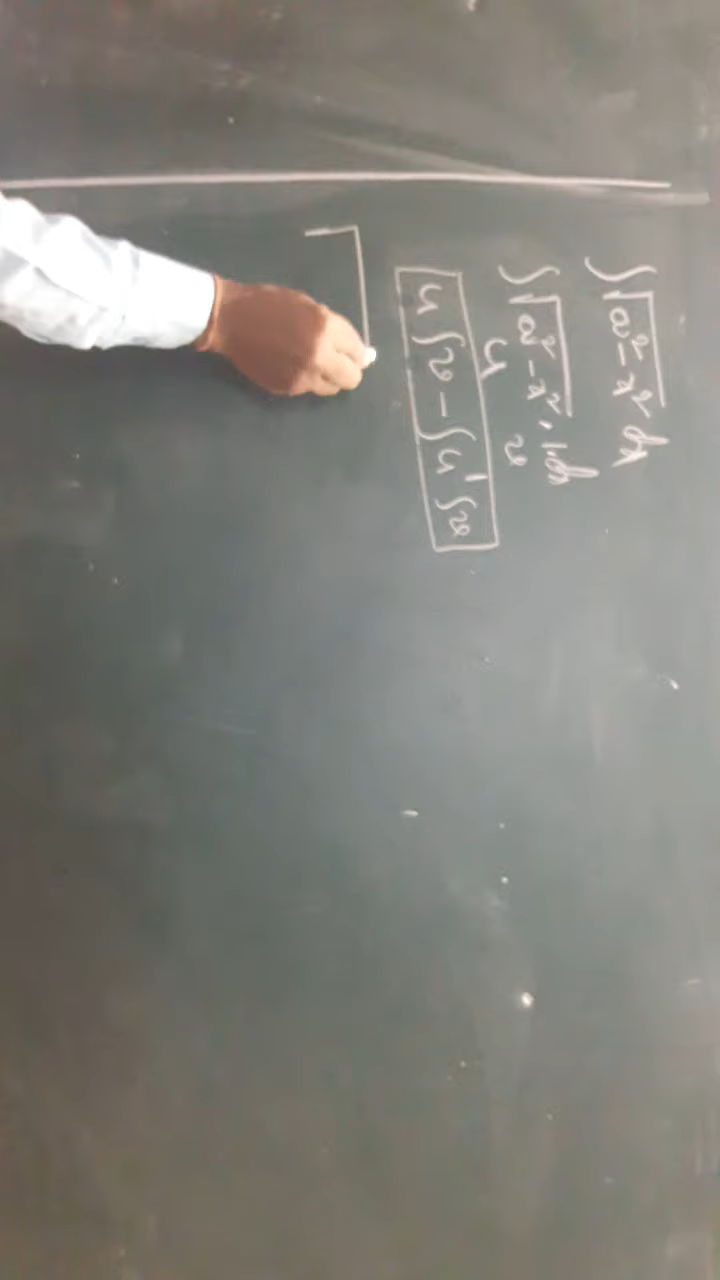 ∫√a²-x² dx
∫√a²-x² . 1.dx
u v
u∫v - ∫u'∫v